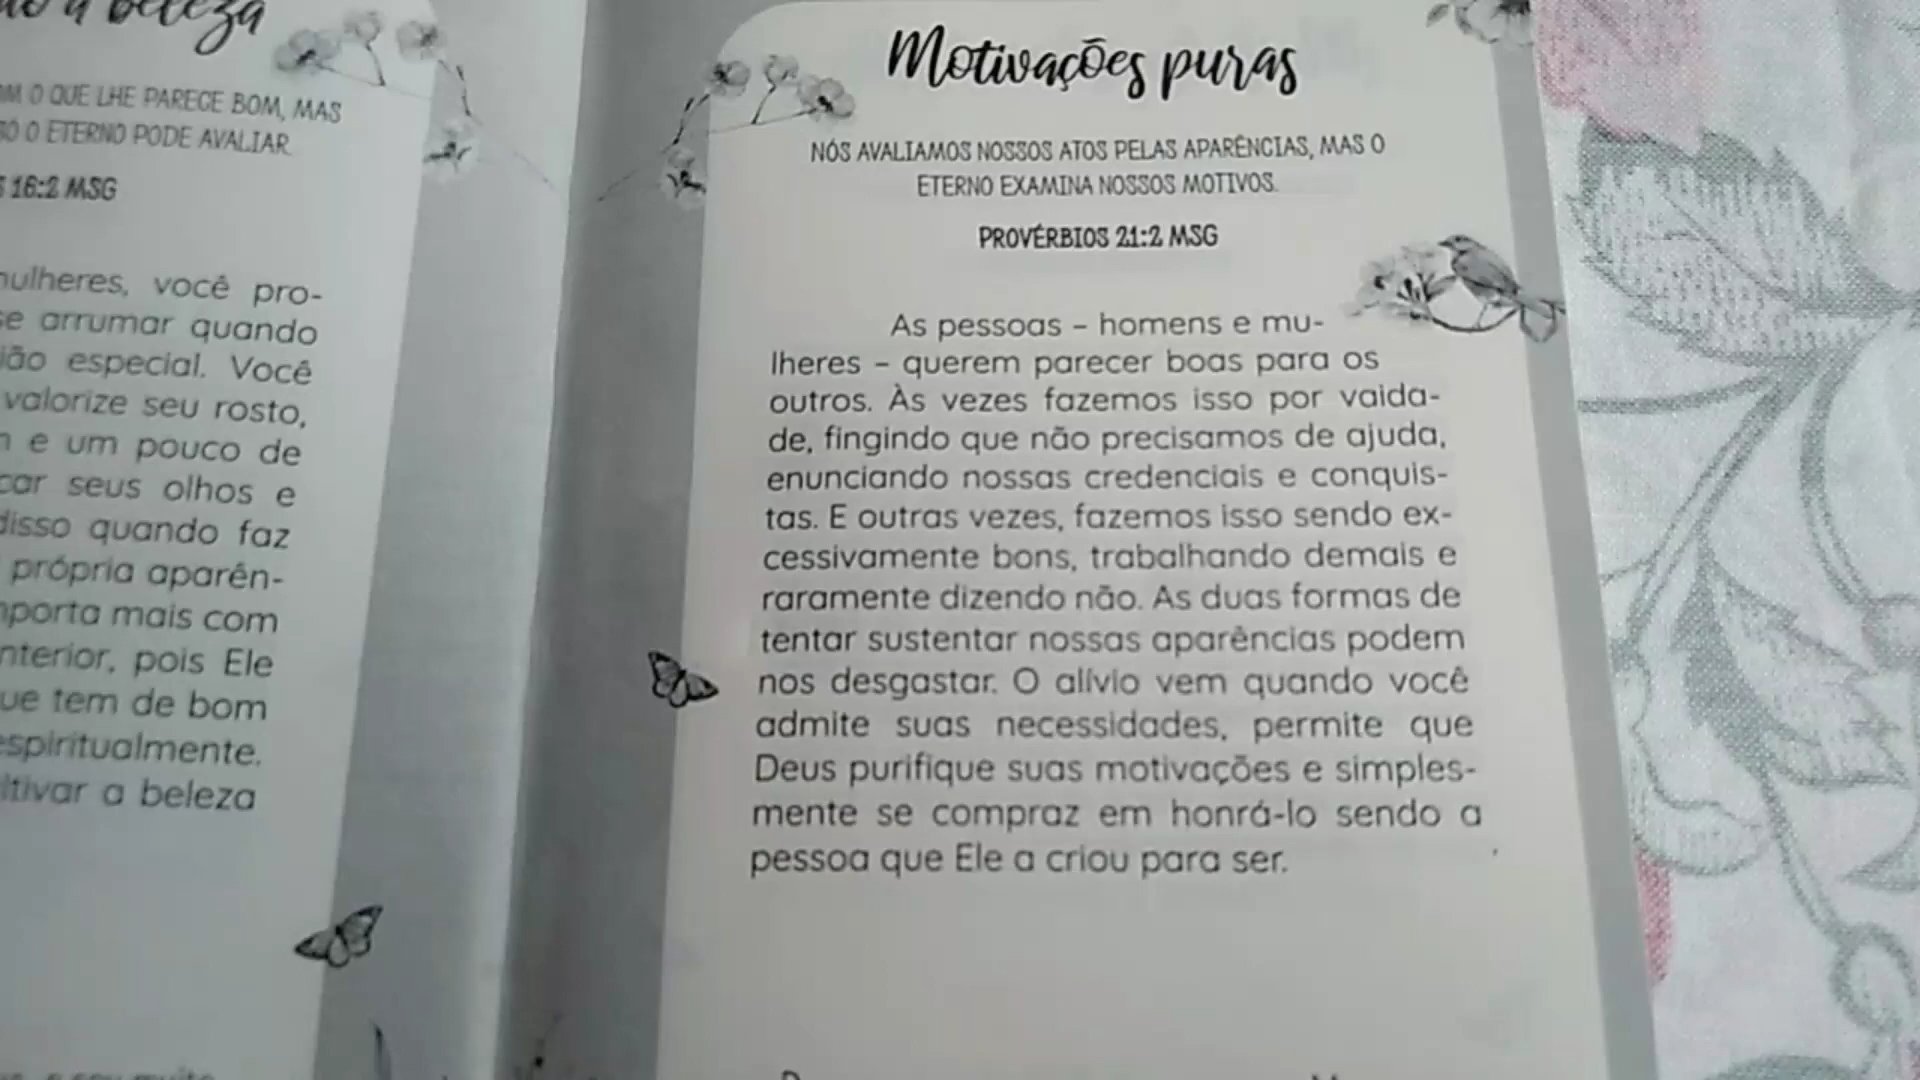 a beleza
O QUE LHE PARECE BOM, MAS
SÓ O ETERNO PODE AVALIAR.
16:2 MSG
mulheres, você pro-
se arrumar quando
especial. Você
valorize seu rosto,
e um pouco de
seus olhos e
disso quando faz
própria aparên-
mais com
pois Ele
tem de bom
espiritualmente.
a beleza
Motivações puras
NÓS AVALIAMOS NOSSOS ATOS PELAS APARÊNCIAS, MAS O
ETERNO EXAMINA NOSSOS MOTIVOS.
PROVÉRBIOS 21:2 MSG
As pessoas – homens e mu-
lheres – querem parecer boas para os
outros. Às vezes fazemos isso por vaida-
de, fingindo que não precisamos de ajuda,
enunciando nossas credenciais e conquis-
tas. E outras vezes, fazemos isso sendo ex-
cessivamente bons, trabalhando demais e
raramente dizendo não. As duas formas de
tentar sustentar nossas aparências podem
nos desgastar. O alívio vem quando você
admite suas necessidades, permite que
Deus purifique suas motivações e simples-
mente se compraz em honrá-lo sendo a
pessoa que Ele a criou para ser.